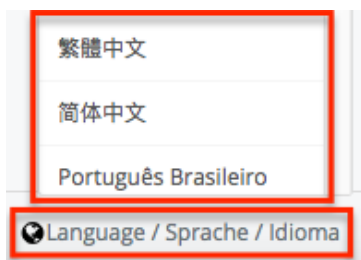 繁體中文
简体中文
Português Brasileiro
Language / Sprache / Idioma